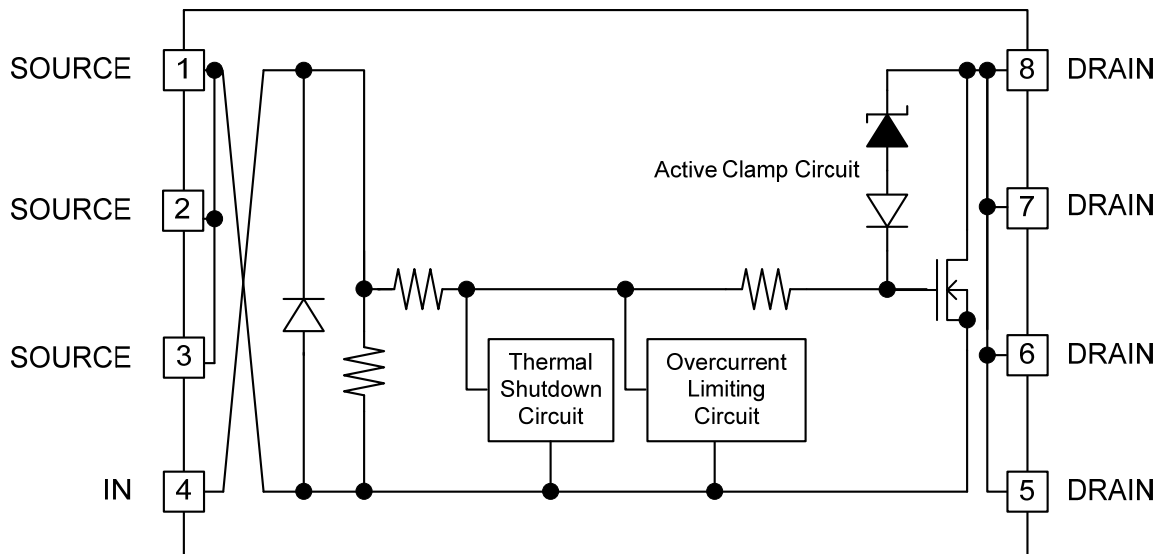 SOURCE 1
8 DRAIN
Active Clamp Circuit
SOURCE 2
7 DRAIN
SOURCE 3
6 DRAIN
Thermal
Shutdown
Circuit
Overcurrent
Limiting
Circuit
IN 4
5 DRAIN